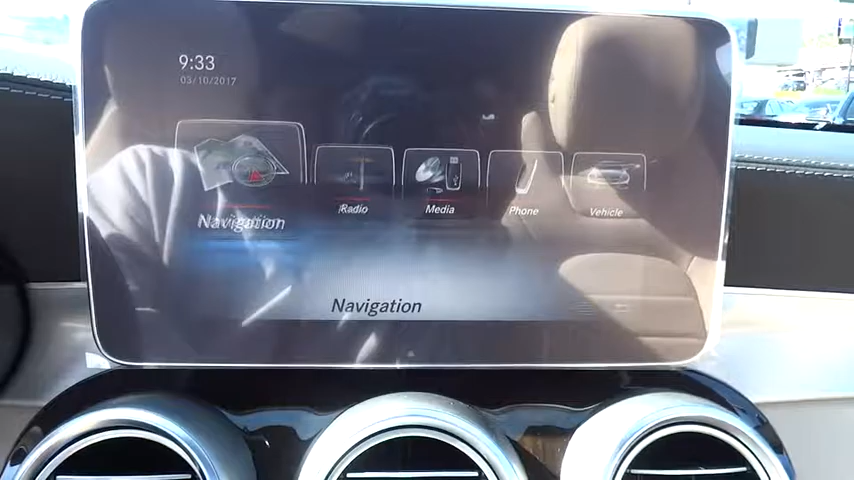 9:33
03/10/2017
Navigation
Radio
Media
Phone
Vehicle
Navigation